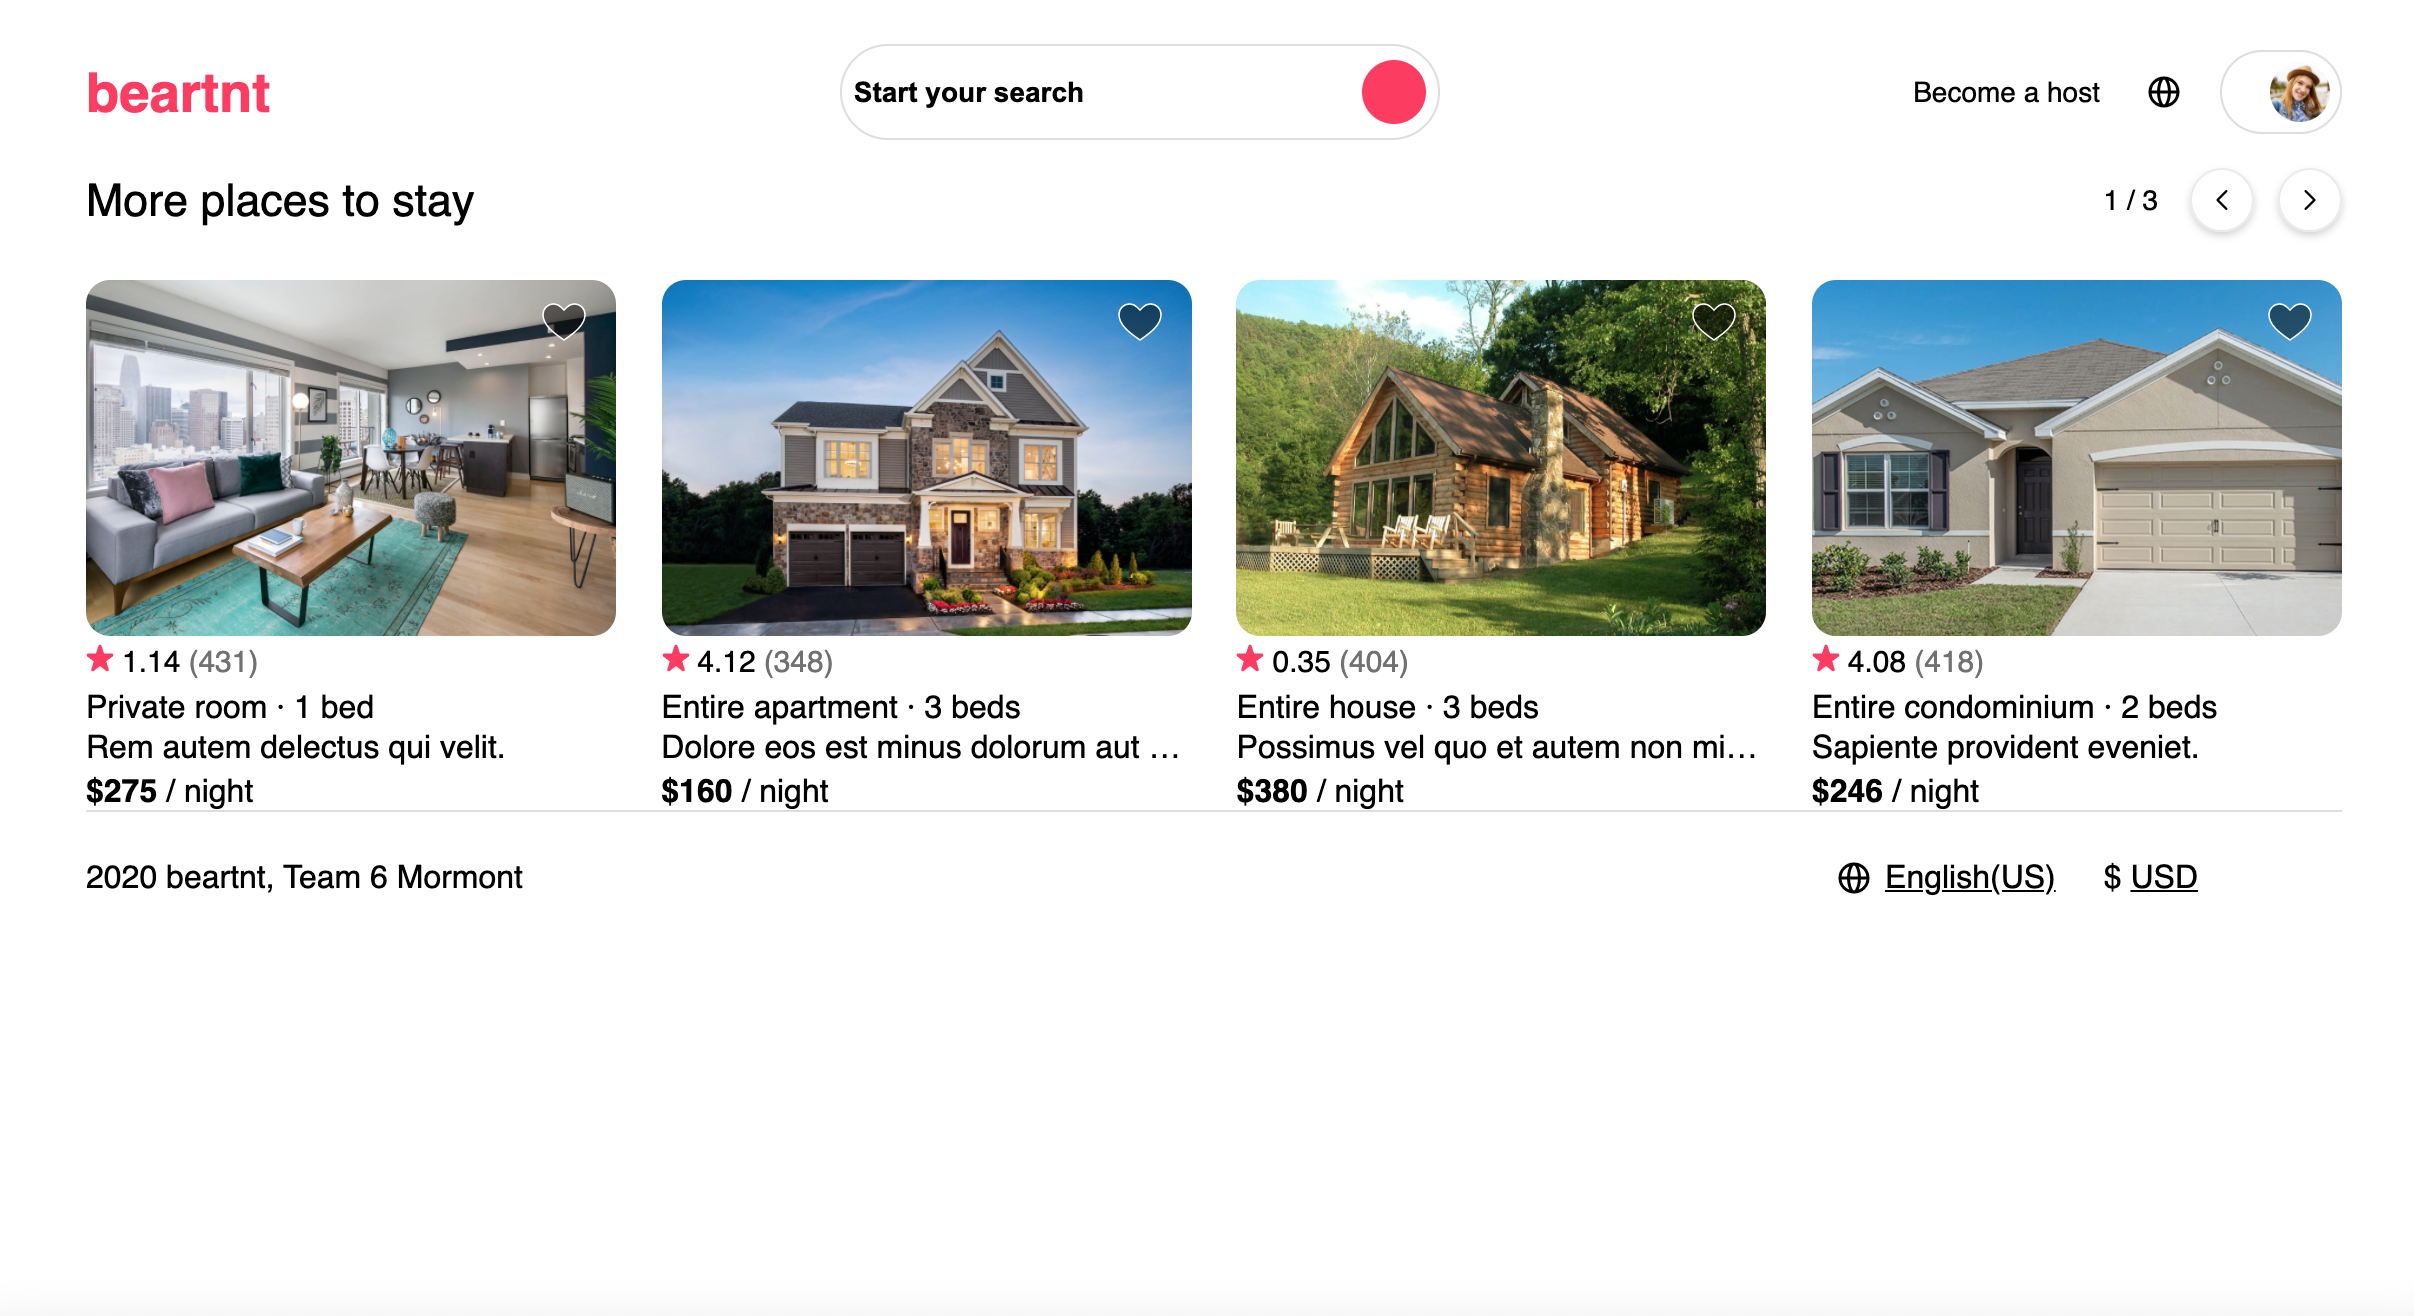 beartnt
Start your search
Become a host
More places to stay
1 / 3
1.14 (431)
Private room · 1 bed
Rem autem delectus qui velit.
$275 / night
4.12 (348)
Entire apartment · 3 beds
Dolore eos est minus dolorum aut …
$160 / night
0.35 (404)
Entire house · 3 beds
Possimus vel quo et autem non mi…
$380 / night
4.08 (418)
Entire condominium · 2 beds
Sapiente provident eveniet.
$246 / night
2020 beartnt, Team 6 Mormont
English(US)
$ USD